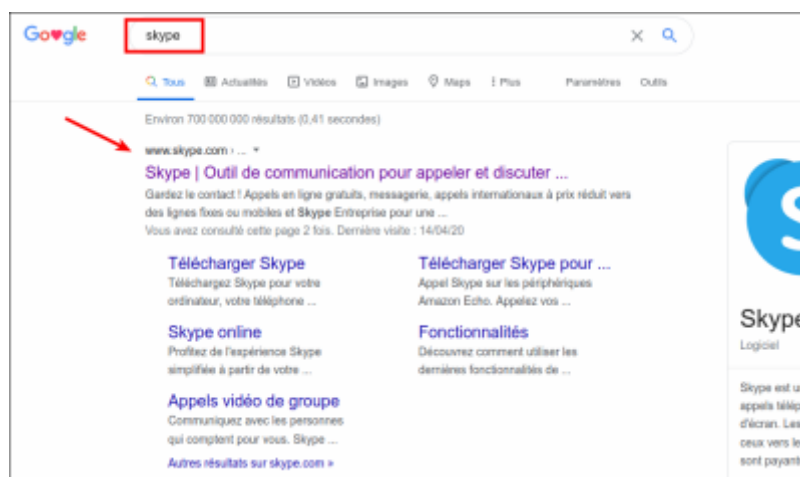 Google
skype
Tous Actualités Vidéos Images Maps Plus Paramètres Outils
Environ 700 000 000 résultats (0,41 secondes)
www.skype.com › ...
Skype | Outil de communication pour appeler et discuter ...
Gardez le contact ! Appels en ligne gratuits, messagerie, appels internationaux à prix réduit vers
des lignes fixes ou mobiles et Skype Entreprise pour une ...
Vous avez consulté cette page 2 fois. Dernière visite : 14/04/20
Télécharger Skype
Téléchargez Skype pour votre
ordinateur, votre téléphone ...
Télécharger Skype pour ...
Appel Skype sur les périphériques
Amazon Echo. Appelez vos ...
Skype online
Profitez de l'expérience Skype
simplifiée à partir de votre ...
Fonctionnalités
Découvrez comment utiliser les
dernières fonctionnalités de ...
Appels vidéo de groupe
Communiquez avec les personnes
qui comptent pour vous. Skype ...
Autres résultats sur skype.com »
Skype
Logiciel
Skype est u
appels télép
d'écran. Les
ceux vers le
sont payant